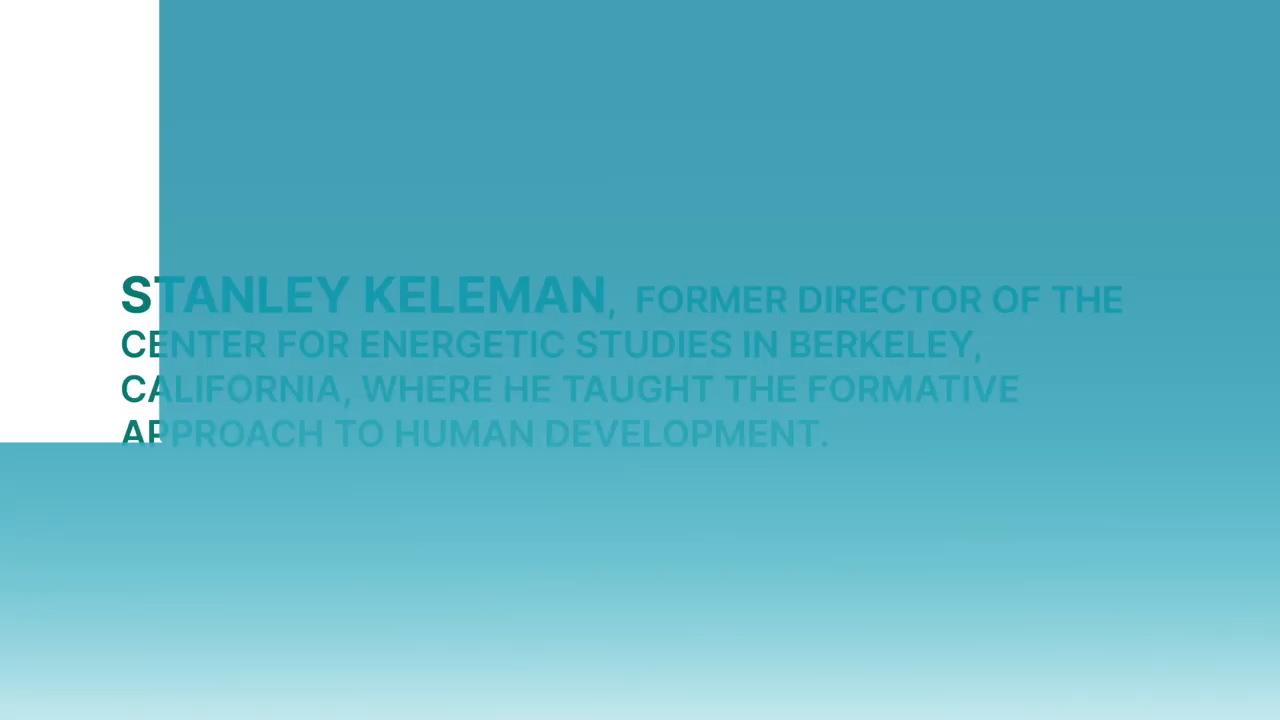 STANLEY KELEMAN, FORMER DIRECTOR OF THE
CENTER FOR ENERGETIC STUDIES IN BERKELEY,
CALIFORNIA, WHERE HE TAUGHT THE FORMATIVE
APPROACH TO HUMAN DEVELOPMENT.